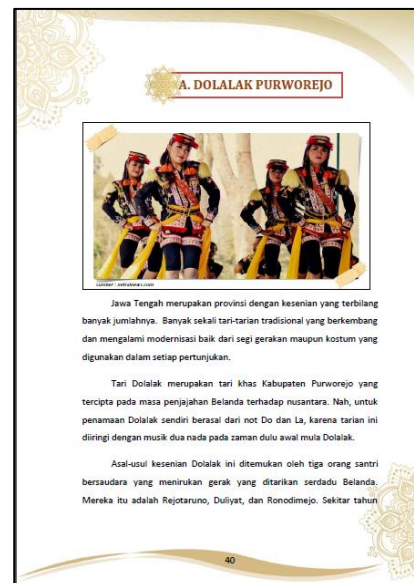 A. DOLALAK PURWOREJO
Jawa Tengah merupakan provinsi dengan kesenian yang terbilang
banyak jumlahnya. Banyak sekali tari-tarian tradisional yang berkembang
dan mengalami modernisasi baik dari segi gerakan maupun kostum yang
digunakan dalam setiap pertunjukan.
Tari Dolalak merupakan tari khas Kabupaten Purworejo yang
tercipta pada masa penjajahan Belanda terhadap nusantara. Nah, untuk
penamaan Dolalak sendiri berasal dari not Do dan La, karena tarian ini
diiringi dengan musik dua nada pada zaman dulu awal mula Dolalak.
Asal-usul kesenian Dolalak ini ditemukan oleh tiga orang santri
bersaudara yang menirukan gerak yang ditarikan serdadu Belanda.
Mereka itu adalah Rejotaruno, Duliyat, dan Ronodimejo. Sekitar tahun
40